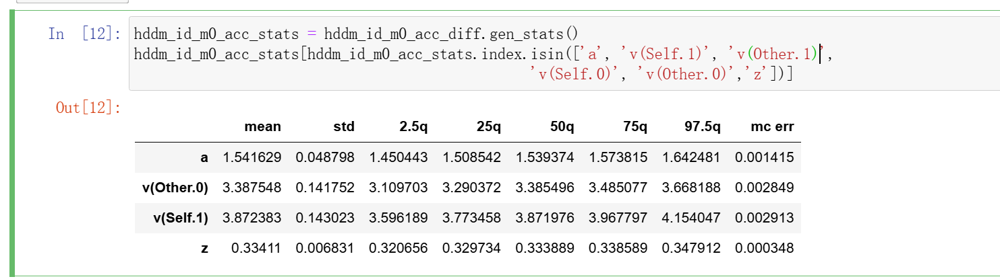 In [12]: hddm_id_m0_acc_stats = hddm_id_m0_acc_diff.gen_stats()
hddm_id_m0_acc_stats[hddm_id_m0_acc_stats.index.isin(['a', 'v(Self.1)', 'v(Other.1)',
'v(Self.0)', 'v(Other.0)','z'])]
Out[12]:
mean std 2.5q 25q 50q 75q 97.5q mc err
a 1.541629 0.048798 1.450443 1.508542 1.539374 1.573815 1.642481 0.001415
v(Other.0) 3.387548 0.141752 3.109703 3.290372 3.385496 3.485077 3.668188 0.002849
v(Self.1) 3.872383 0.143023 3.596189 3.773458 3.871976 3.967797 4.154047 0.002913
z 0.33411 0.006831 0.320656 0.329734 0.333889 0.338589 0.347912 0.000348